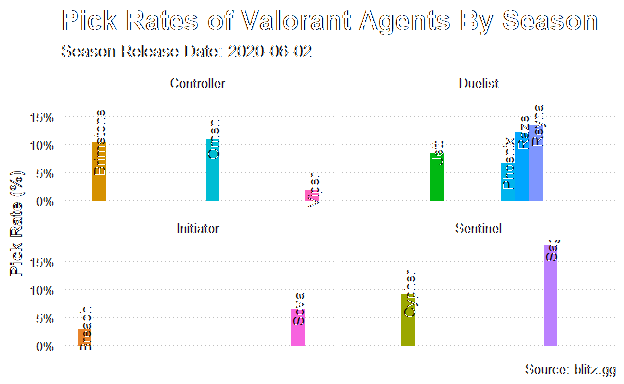 Pick Rates of Valorant Agents By Season
Season Release Date: 2020-06-02
Controller
Duelist
Pick Rate (%)
15%
10%
5%
0%
Brimstone
Omen
Viper
Jett
Phoenix
Raze
Reyna
Initiator
Sentinel
15%
10%
5%
0%
Breach
Sova
Cypher
Source: blitz.gg